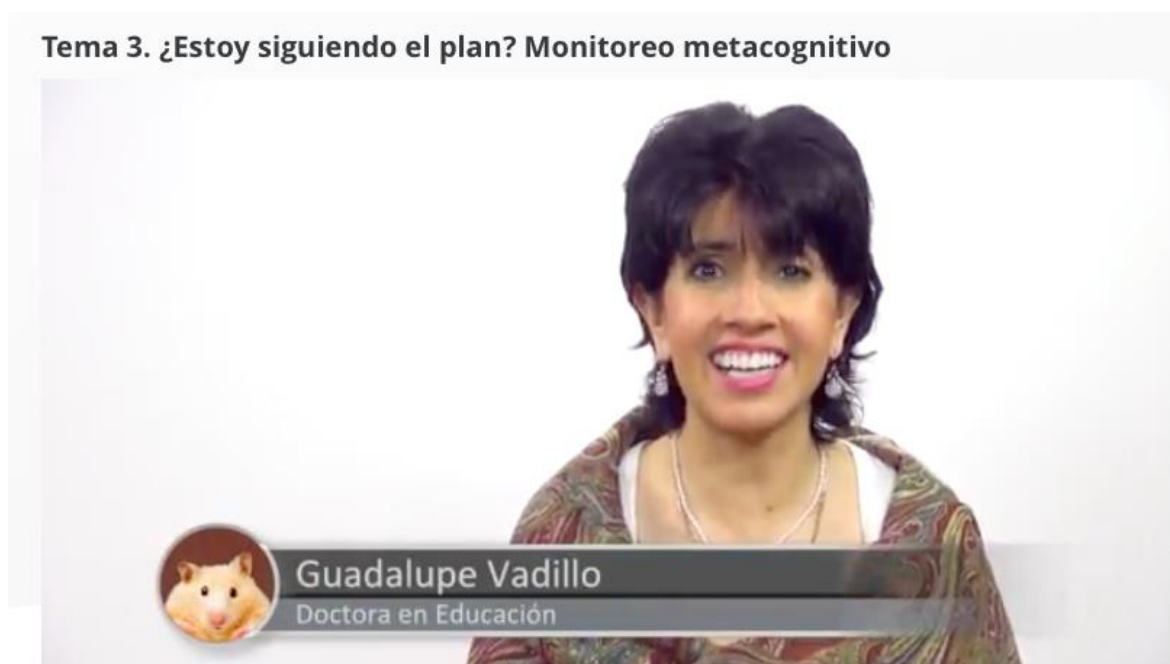 Tema 3. ¿Estoy siguiendo el plan? Monitoreo metacognitivo
Guadalupe Vadillo
Doctora en Educación